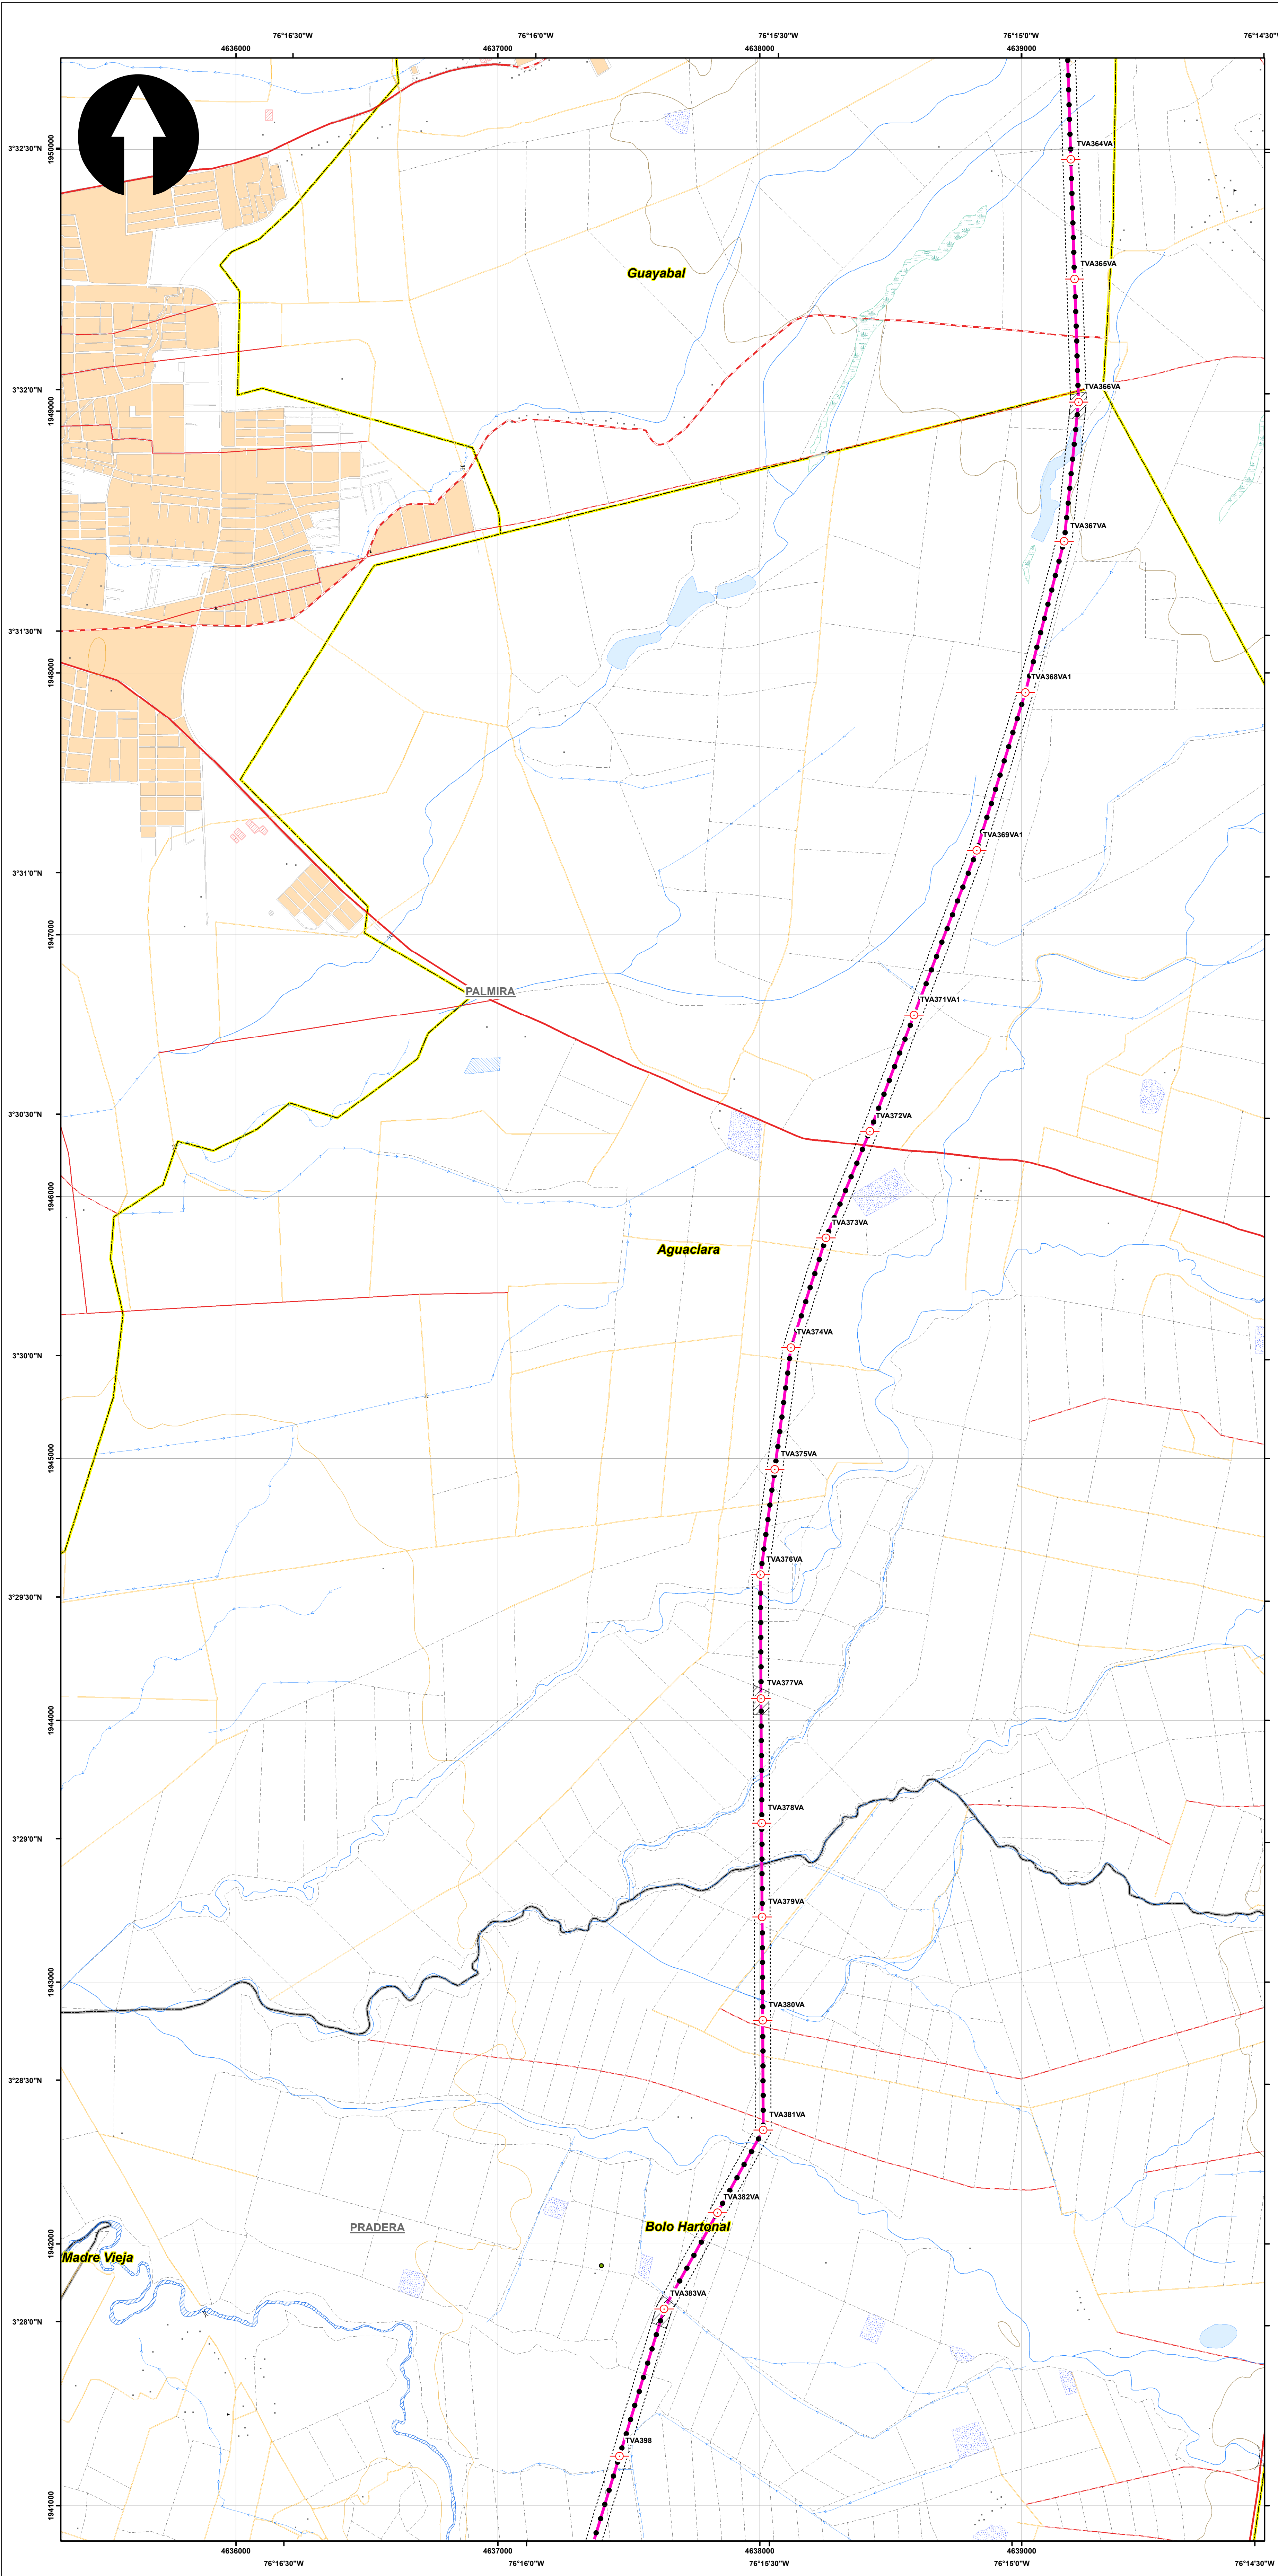 76°16'30"W
76°16'0"W
76°15'30"W
76°15'0"W
76°14'30"W
4636000
4637000
4638000
4639000
TVA364VA
3°32'30"N
1950000
TVA365VA
Guayabal
TVA366VA
3°32'0"N
1949000
TVA367VA
3°31'30"N
1948000
TVA368VA1
TVA369VA1
3°31'0"N
1947000
PALMIRA
TVA371VA1
3°30'30"N
TVA372VA
1946000
TVA373VA
Aguaclara
TVA374VA
3°30'0"N
1945000
TVA375VA
TVA376VA
3°29'30"N
TVA377VA
1944000
TVA378VA
3°29'0"N
TVA379VA
1943000
TVA380VA
3°28'30"N
TVA381VA
TVA382VA
PRADERA
Bolo Hartonal
1942000
Madre Vieja
TVA383VA
3°28'0"N
TVA398
1941000
4636000
4637000
4638000
4639000
76°16'30"W
76°16'0"W
76°15'30"W
76°15'0"W
76°14'30"W